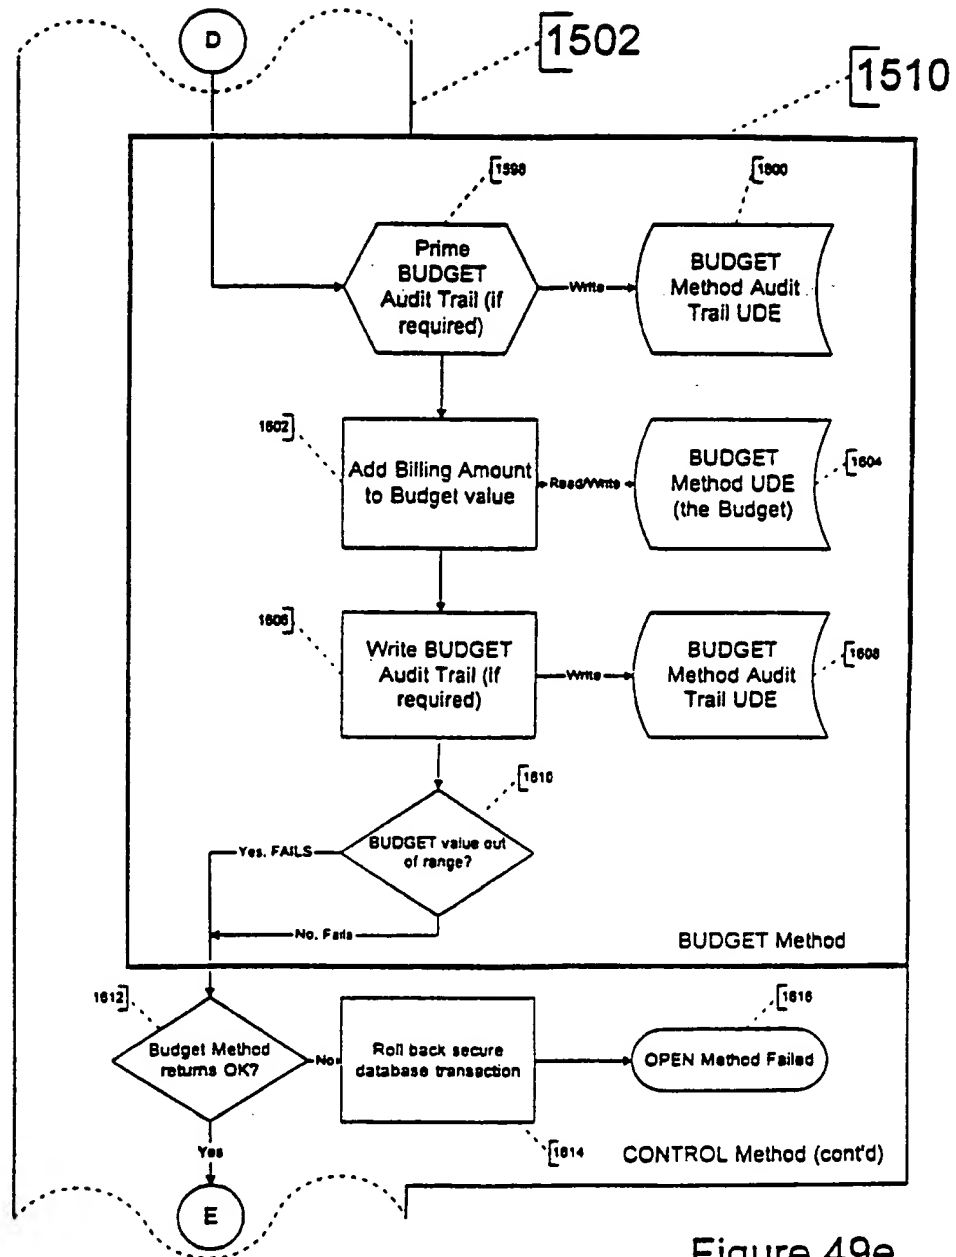 D
1502
1510
1598
1600
Prime
BUDGET
Audit Trail (if
required)
Write
BUDGET
Method Audit
Trail UDE
1602
Add Billing Amount
to Budget value
Read/Write
BUDGET
Method UDE
(the Budget)
1604
1606
Write BUDGET
Audit Trail (if
required)
Write
BUDGET
Method Audit
Trail UDE
1608
1610
BUDGET value out
of range?
Yes, FAILS
No, Fails
BUDGET Method
1612
Budget Method
returns OK?
No
Roll back secure
database transaction
1616
OPEN Method Failed
1614
CONTROL Method (cont'd)
Yes
E
Figure 49e